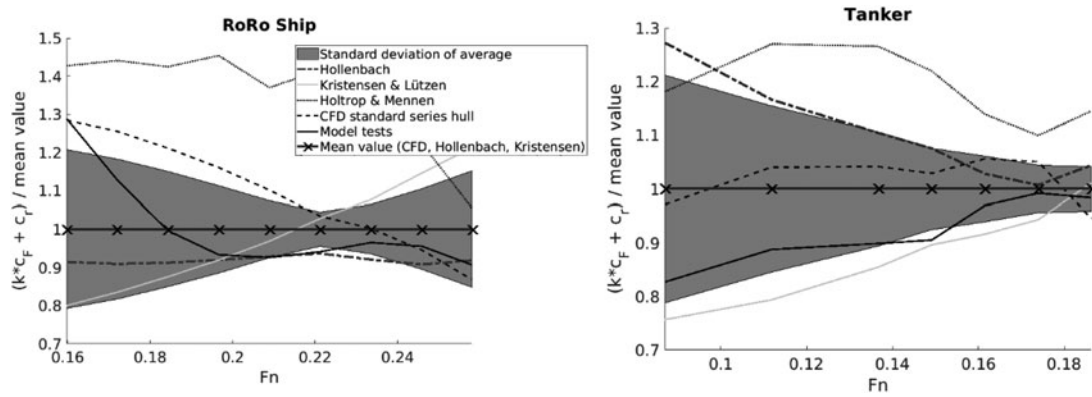 RoRo Ship
1.5
1.4
1.3
1.2
1.1
1
0.9
0.8
0.7
(k*c_F + c_r) / mean value
0.16
0.18
0.2
0.22
0.24
Fn
Standard deviation of average
Hollenbach
Kristensen & Lützen
Holtrop & Mennen
CFD standard series hull
Model tests
Mean value (CFD, Hollenbach, Kristensen)
Tanker
1.3
1.2
1.1
1
0.9
0.8
0.7
(k*c_F + c_r) / mean value
0.1
0.12
0.14
0.16
0.18
Fn